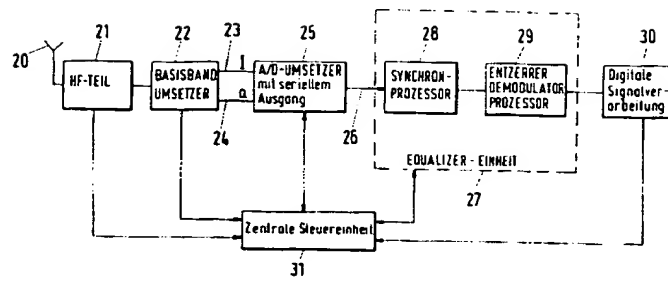 20
21
22
23
25
28
29
30
HF-TEIL
BASISBAND
UMSETZER
I
Q
24
A/D-UMSETZER
mit seriellem
Ausgang
26
SYNCHRON-
PROZESSOR
ENTZERRER
DEMODULATOR
PROZESSOR
Digitale
Signalver-
arbeitung
EQUALIZER-EINHEIT
27
Zentrale Steuereinheit
31